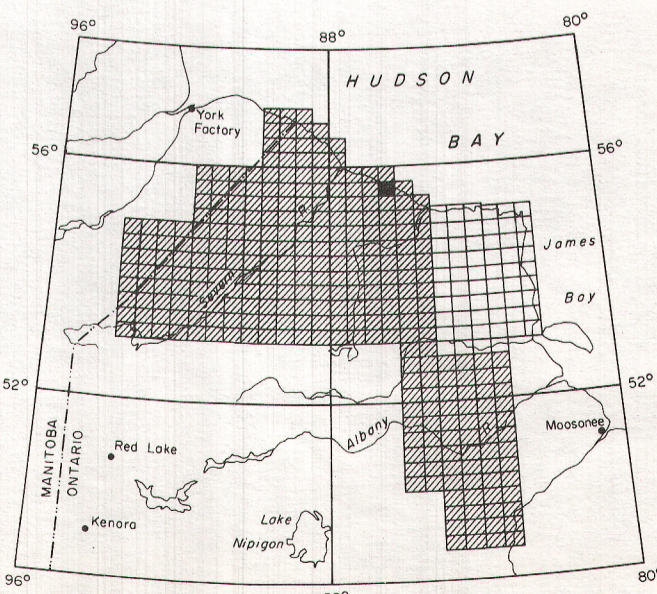 96°
88°
80°
HUDSON
York
Factory
BAY
56°
56°
R.
James
Severn
Bay
52°
52°
Albany
R.
Moosonee
MANITOBA
ONTARIO
Red Lake
Kenora
Lake
Nipigon
96°
80°